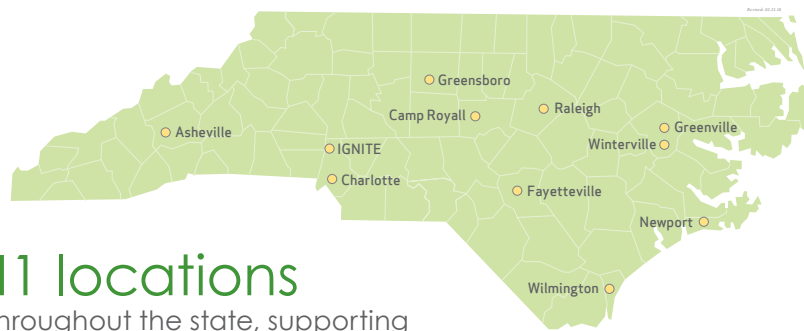 Greensboro
Camp Royall
Raleigh
Asheville
Greenville
Winterville
IGNITE
Charlotte
Fayetteville
Newport
Wilmington
11 locations
hroughout the state, supporting